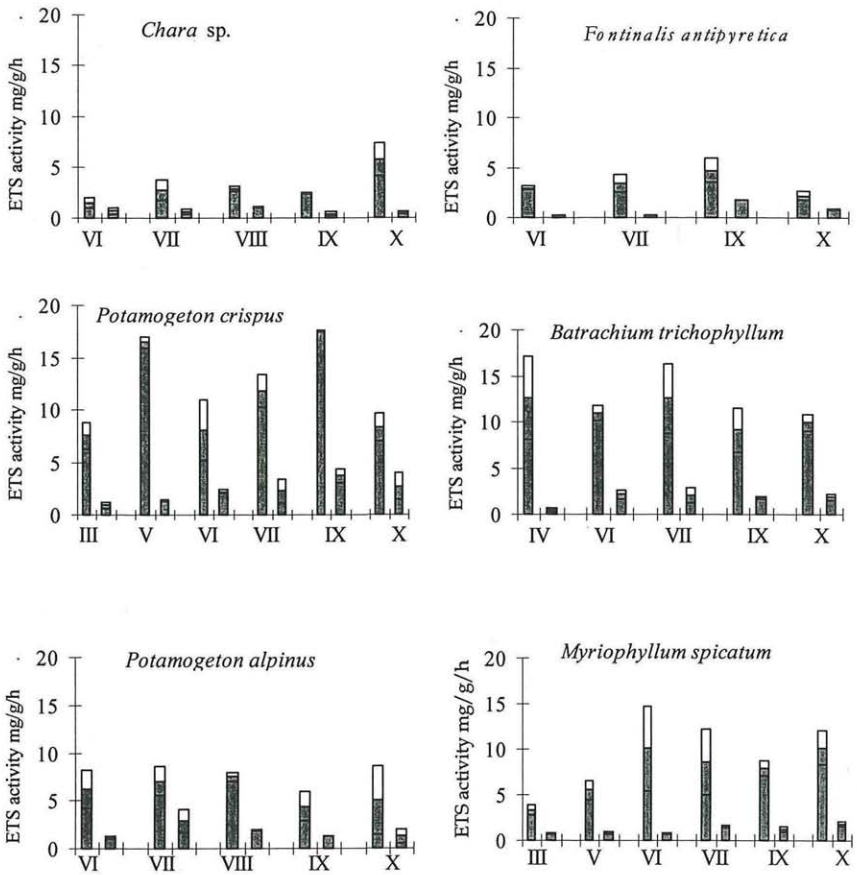 Chara sp.
ETS activity mg/g/h
20
15
10
5
0
VI VII VIII IX X
Fontinalis antipyretica
ETS activity mg/g/h
20
15
10
5
0
VI VII IX X
Potamogeton crispus
ETS activity mg/g/h
20
15
10
5
0
III V VI VII IX X
Batrachium trichophyllum
ETS activity mg/g/h
20
15
10
5
0
IV VI VII IX X
Potamogeton alpinus
ETS activity mg/g/h
20
15
10
5
0
VI VII VIII IX X
Myriophyllum spicatum
ETS activity mg/g/h
20
15
10
5
0
III V VI VII IX X